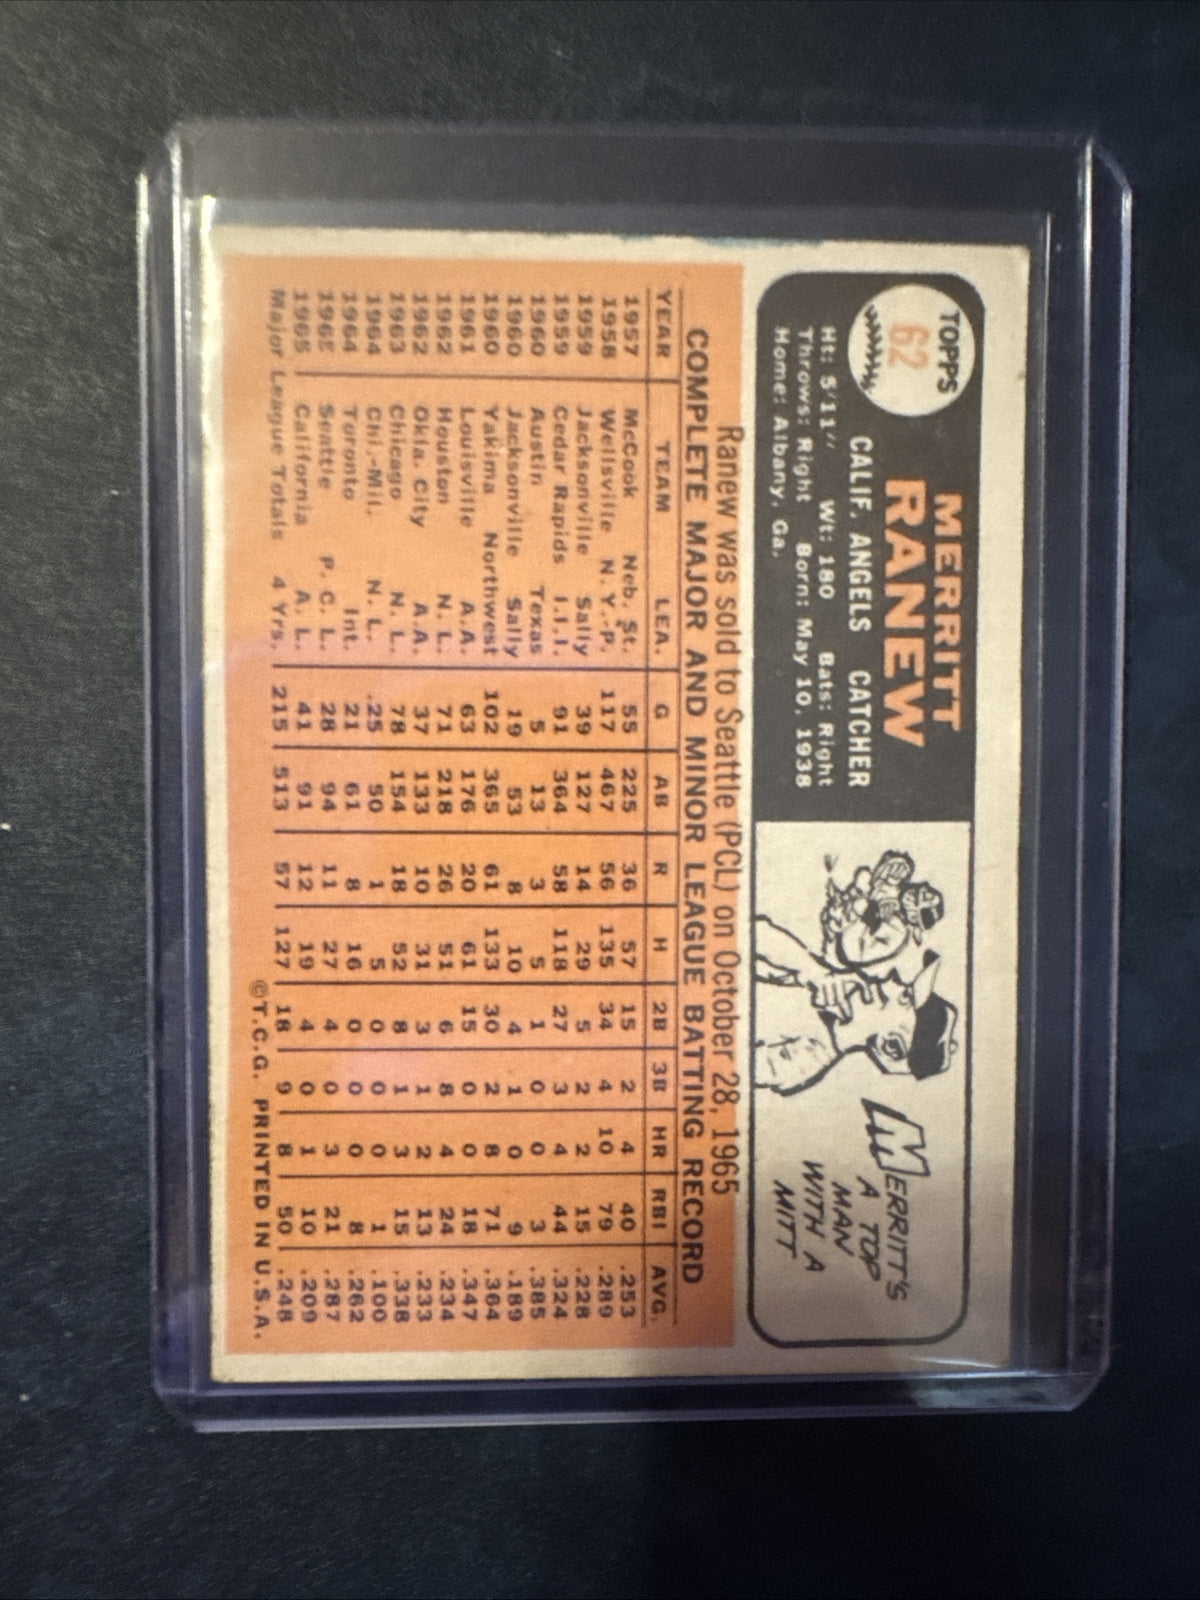 TOPPS
62
MERRITT
RANEW
CALIF. ANGELS CATCHER
Ht: 5'11" Wt: 180 Bats: Right
Throws: Right Born: May 10, 1938
Home: Albany, Ga.
MERRITT'S
A TOP
MAN
WITH A
MITT
Ranew was sold to Seattle (PCL) on October 28, 1965
COMPLETE MAJOR AND MINOR LEAGUE BATTING RECORD
YEAR TEAM LEA. G AB R H 2B 3B HR RBI AVG.
1957 McCook Neb. St. 55 225 36 57 15 2 4 40 .253
1958 Wellsville N.Y.-P. 117 467 56 135 34 4 10 79 .289
1959 Jacksonville Sally 39 127 14 29 5 2 2 15 .228
1959 Cedar Rapids I.I.I. 91 364 58 118 27 3 4 44 .324
1960 Austin Texas 5 13 3 5 1 0 0 3 .385
1960 Jacksonville Sally 19 53 8 10 4 1 0 9 .189
1960 Yakima Northwest 102 365 61 133 30 2 8 71 .364
1961 Louisville A.A. 63 176 20 61 15 0 0 18 .347
1962 Houston N.L. 71 218 26 51 6 8 4 24 .234
1962 Okla. City A.A. 37 133 10 31 3 1 2 13 .233
1963 Chicago N.L. 78 154 18 52 8 1 3 15 .338
1964 Chi.-Mil. N.L. .25 50 1 5 0 0 0 1 .100
1964 Toronto Int. 21 61 8 16 0 0 0 8 .262
1965 Seattle P.C.L. 28 94 11 27 4 0 3 21 .287
1965 California A.L. 41 91 12 19 4 0 1 10 .209
Major League Totals 4 Yrs. 215 513 57 127 18 9 8 50 .248
©T.C.G. PRINTED IN U.S.A.